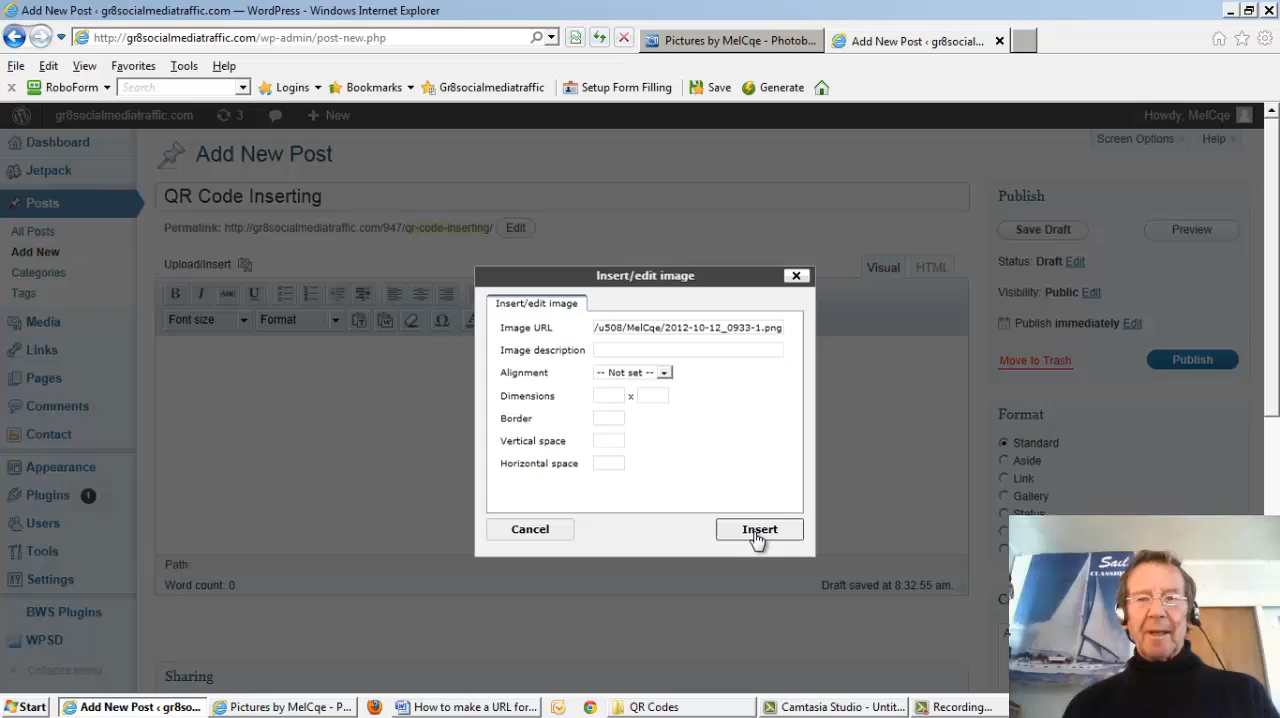 Add New Post ‹ gr8socialmediatraffic.com — WordPress - Windows Internet Explorer
http://gr8socialmediatraffic.com/wp-admin/post-new.php
Pictures by MelCqe - Photob...
Add New Post ‹ gr8social...
File Edit View Favorites Tools Help
RoboForm Search Logins Bookmarks Gr8socialmediatraffic Setup Form Filling Save Generate
gr8socialmediatraffic.com 3 + New Howdy, MelCqe
Screen Options Help
Dashboard
Jetpack
Posts
All Posts
Add New
Categories
Tags
Media
Links
Pages
Comments
Contact
Appearance
Plugins 1
Users
Tools
Settings
BWS Plugins
WPSD
Collapse menu
Add New Post
QR Code Inserting
Permalink: http://gr8socialmediatraffic.com/947/qr-code-inserting/ Edit
Upload/Insert
Visual HTML
B I ABC U
Font size Format
Path:
Word count: 0 Draft saved at 8:32:55 am.
Sharing
Insert/edit image
Insert/edit image
Image URL /u508/MelCqe/2012-10-12_0933-1.png
Image description
Alignment -- Not set --
Dimensions x
Border
Vertical space
Horizontal space
Cancel Insert
Publish
Save Draft Preview
Status: Draft Edit
Visibility: Public Edit
Publish immediately Edit
Move to Trash Publish
Format
Standard
Aside
Link
Gallery
Status
Sail
CLASSIC
Start Add New Post ‹ gr8so... Pictures by MelCqe - P... How to make a URL for... QR Codes Camtasia Studio - Untit... Recording...